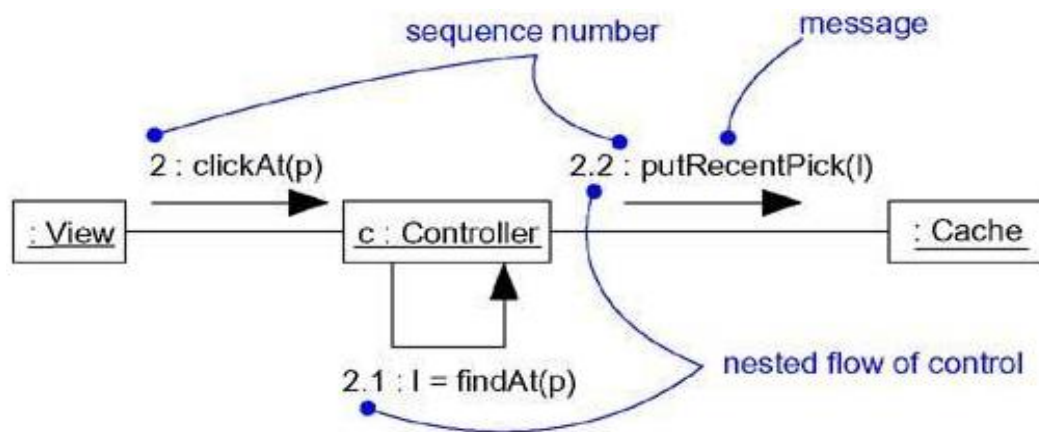 sequence number
message
2 : clickAt(p)
2.2 : putRecentPick(l)
: View
c : Controller
: Cache
2.1 : l = findAt(p)
nested flow of control